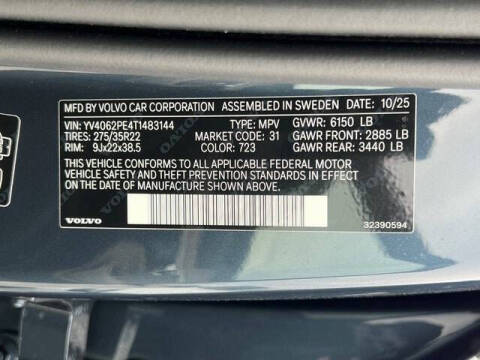 MFD BY VOLVO CAR CORPORATION ASSEMBLED IN SWEDEN 10/25
VIN: YV4062PE4T1483144 TYPE: MPV GVWR: 6150 LB
TIRES: 275/35R22 MARKET CODE: 31 GAWR FRONT: 2885 LB
RIM: 9Jx22x38.5 COLOR: 723 GAWR REAR: 3440 LB
THIS VEHICLE CONFORMS TO ALL APPLICABLE FEDERAL MOTOR
VEHICLE SAFETY AND THEFT PREVENTION STANDARDS IN EFFECT
ON THE DATE OF MANUFACTURE SHOWN ABOVE.
VOLVO 32390594